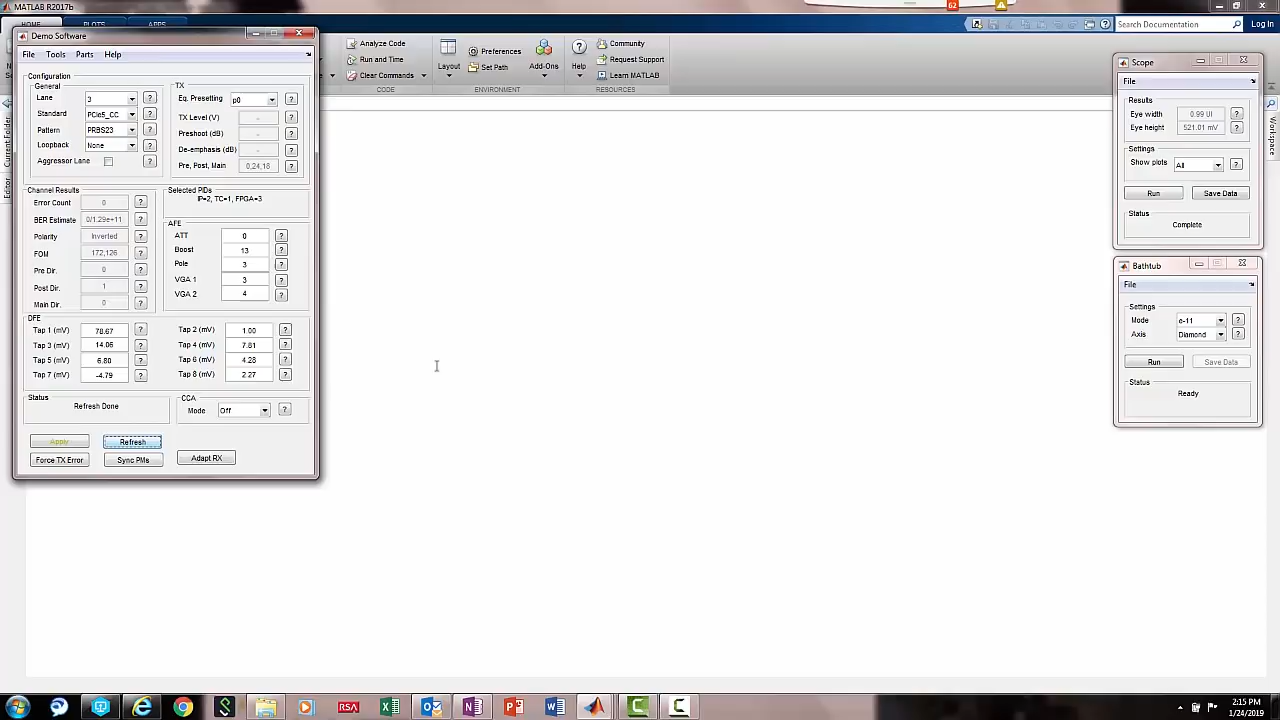 MATLAB R2017b
62
HOME PLOTS APPS
Search Documentation
Log In
Analyze Code
Run and Time
Clear Commands
CODE
Layout
Preferences
Set Path
Add-Ons
ENVIRONMENT
Help
Community
Request Support
Learn MATLAB
RESOURCES
Current Folder
Editor
Workspace
Demo Software
File Tools Parts Help
Configuration
General
Lane 3 ?
Standard PCIe5_CC ?
Pattern PRBS23 ?
Loopback None ?
Aggressor Lane ?
TX
Eq. Presetting p0 ?
TX Level (V) - ?
Preshoot (dB) - ?
De-emphasis (dB) - ?
Pre, Post, Main 0,24,18 ?
Channel Results
Error Count 0 ?
BER Estimate 0/1.29e+11 ?
Polarity Inverted ?
FOM 172,126 ?
Pre Dir. 0 ?
Post Dir. 1 ?
Main Dir. 0 ?
Selected PIDs
IP=2, TC=1, FPGA=3
AFE
ATT 0 ?
Boost 13 ?
Pole 3 ?
VGA 1 3 ?
VGA 2 4 ?
DFE
Tap 1 (mV) 78.67 ? Tap 2 (mV) 1.00 ?
Tap 3 (mV) 14.06 ? Tap 4 (mV) 7.81 ?
Tap 5 (mV) 6.80 ? Tap 6 (mV) 4.28 ?
Tap 7 (mV) -4.79 ? Tap 8 (mV) 2.27 ?
Status
Refresh Done
CCA
Mode Off ?
Apply Refresh
Force TX Error Sync PMs Adapt RX
Scope
File
Results
Eye width 0.99 UI ?
Eye height 521.01 mV ?
Settings
Show plots All ?
Run Save Data
Status
Complete
Bathtub
File
Settings
Mode e-11 ?
Axis Diamond ?
Run Save Data
Status
Ready
RSA
2:15 PM
1/24/2019